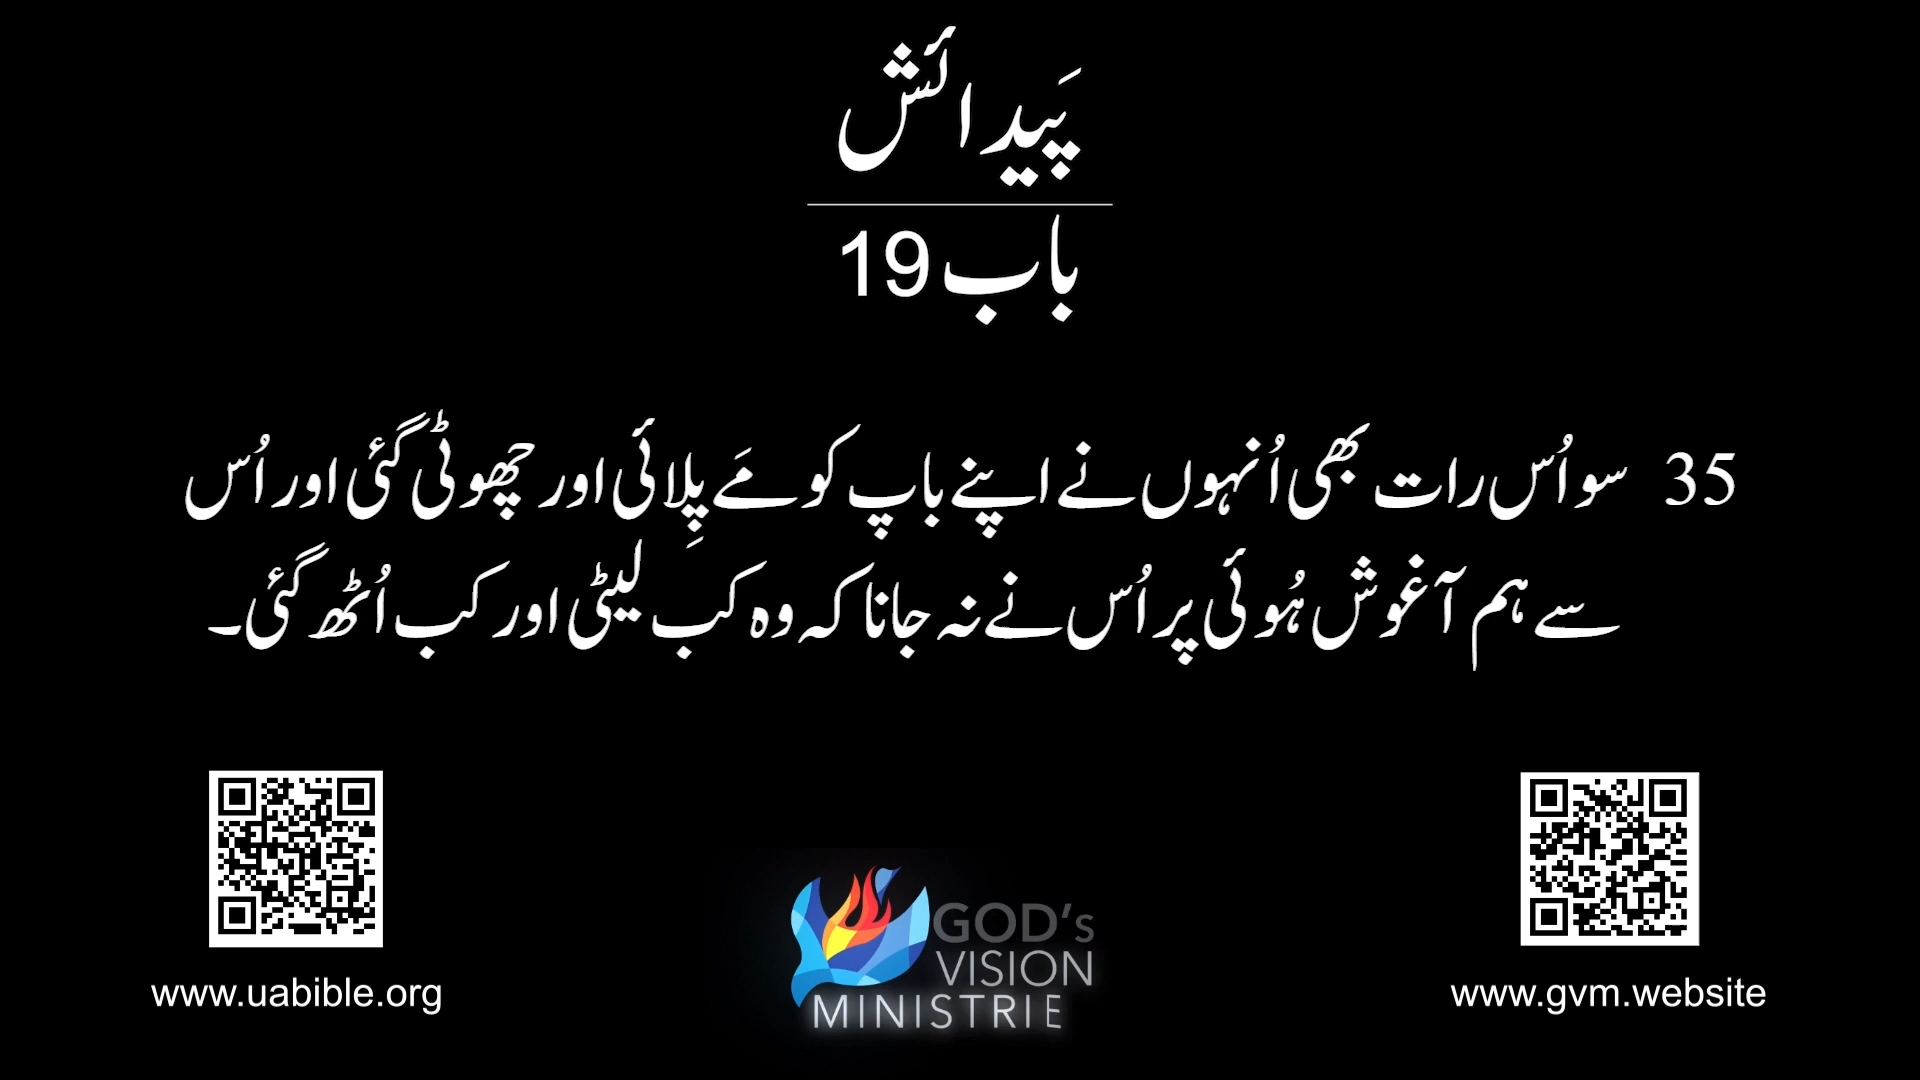 پَیدائش
باب 19
35 سو اُس رات بھی اُنہوں نے اپنے باپ کو مَے پِلائی اور چھوٹی گئی اور اُس
سے ہم آغوش ہُوئی پر اُس نے نہ جانا کہ وہ کب لیٹی اور کب اُٹھ گئی۔
www.uabible.org
GOD's
VISION
MINISTRIE
www.gvm.website